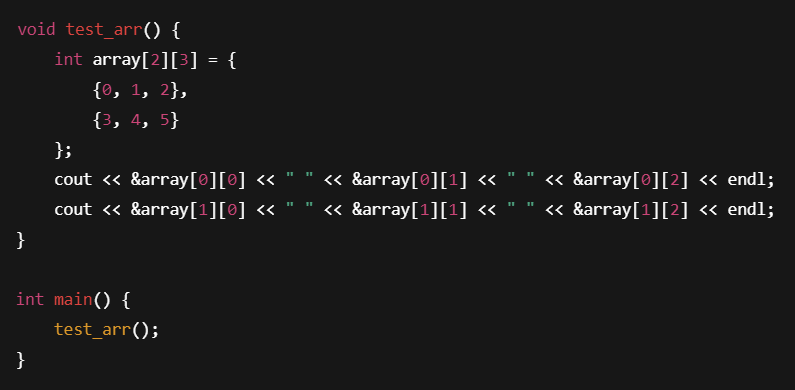 void test_arr() {
    int array[2][3] = {
        {0, 1, 2},
        {3, 4, 5}
    };
    cout << &array[0][0] << " " << &array[0][1] << " " << &array[0][2] << endl;
    cout << &array[1][0] << " " << &array[1][1] << " " << &array[1][2] << endl;
}

int main() {
    test_arr();
}